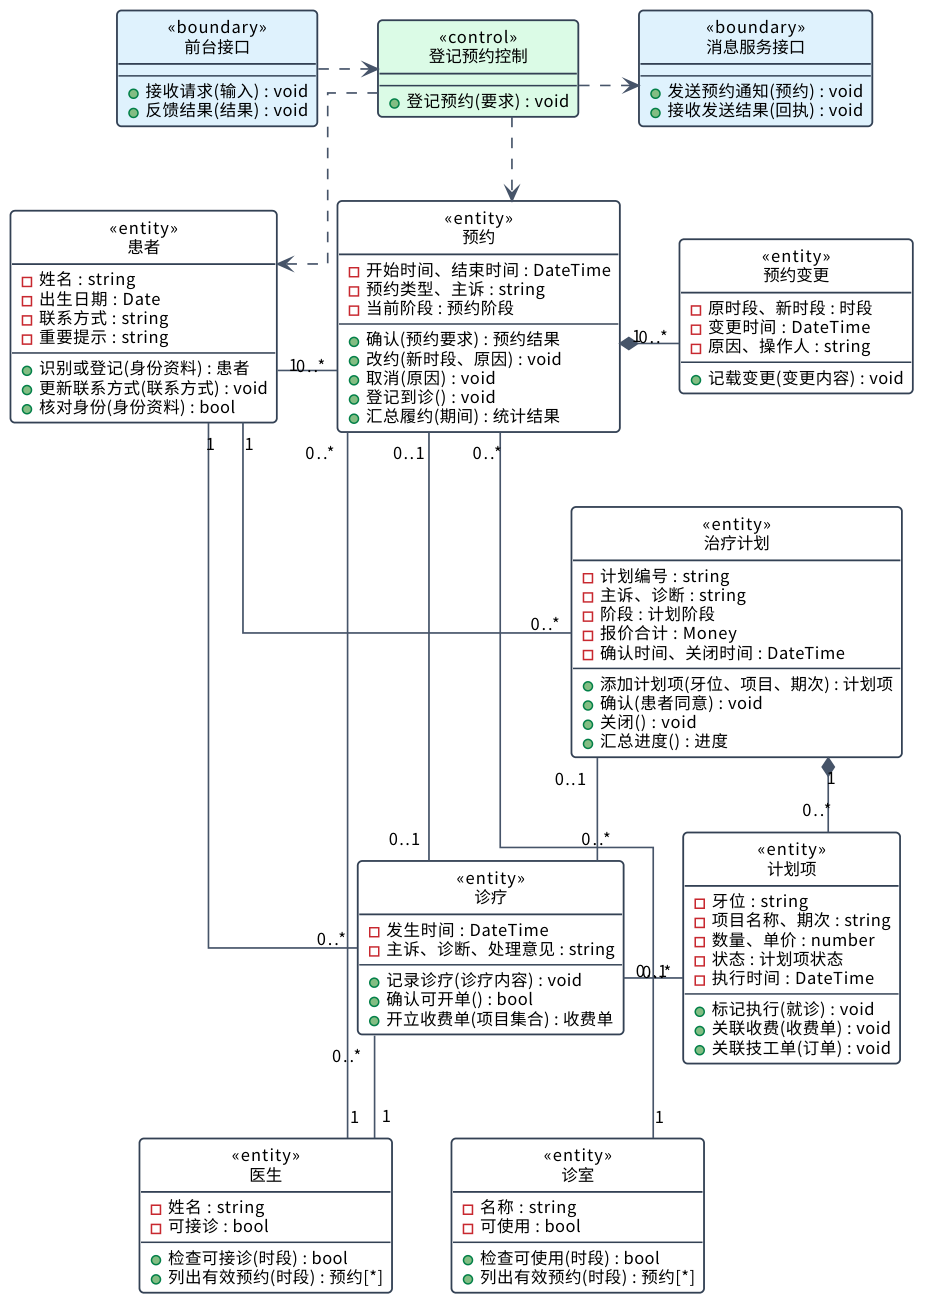 «boundary»
前台接口
接收请求(输入) : void
反馈结果(结果) : void
«control»
登记预约控制
登记预约(要求) : void
«boundary»
消息服务接口
发送预约通知(预约) : void
接收发送结果(回执) : void
«entity»
患者
姓名 : string
出生日期 : Date
联系方式 : string
重要提示 : string
识别或登记(身份资料) : 患者
更新联系方式(联系方式) : void
核对身份(身份资料) : bool
«entity»
预约
开始时间、结束时间 : DateTime
预约类型、主诉 : string
当前阶段 : 预约阶段
确认(预约要求) : 预约结果
改约(新时段、原因) : void
取消(原因) : void
登记到诊() : void
汇总履约(期间) : 统计结果
«entity»
预约变更
原时段、新时段 : 时段
变更时间 : DateTime
原因、操作人 : string
记载变更(变更内容) : void
1
0..*
1
0..*
1
1
0..*
0..1
0..*
«entity»
治疗计划
计划编号 : string
主诉、诊断 : string
阶段 : 计划阶段
报价合计 : Money
确认时间、关闭时间 : DateTime
添加计划项(牙位、项目、期次) : 计划项
确认(患者同意) : void
关闭() : void
汇总进度() : 进度
0..*
0..1
1
0..*
0..1
0..*
«entity»
诊疗
发生时间 : DateTime
主诉、诊断、处理意见 : string
记录诊疗(诊疗内容) : void
确认可开单() : bool
开立收费单(项目集合) : 收费单
«entity»
计划项
牙位 : string
项目名称、期次 : string
数量、单价 : number
状态 : 计划项状态
执行时间 : DateTime
标记执行(就诊) : void
关联收费(收费单) : void
关联技工单(订单) : void
0..*
0..1
0..*
0..*
1
1
1
«entity»
医生
姓名 : string
可接诊 : bool
检查可接诊(时段) : bool
列出有效预约(时段) : 预约[*]
«entity»
诊室
名称 : string
可使用 : bool
检查可使用(时段) : bool
列出有效预约(时段) : 预约[*]